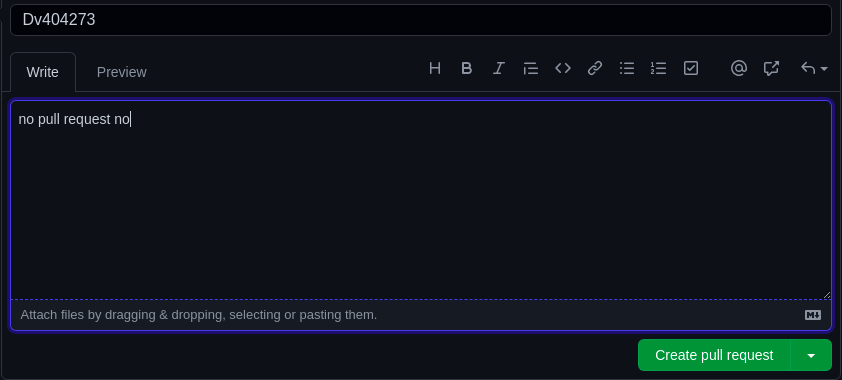 Dv404273
Write Preview
no pull request no
Attach files by dragging & dropping, selecting or pasting them.
Create pull request